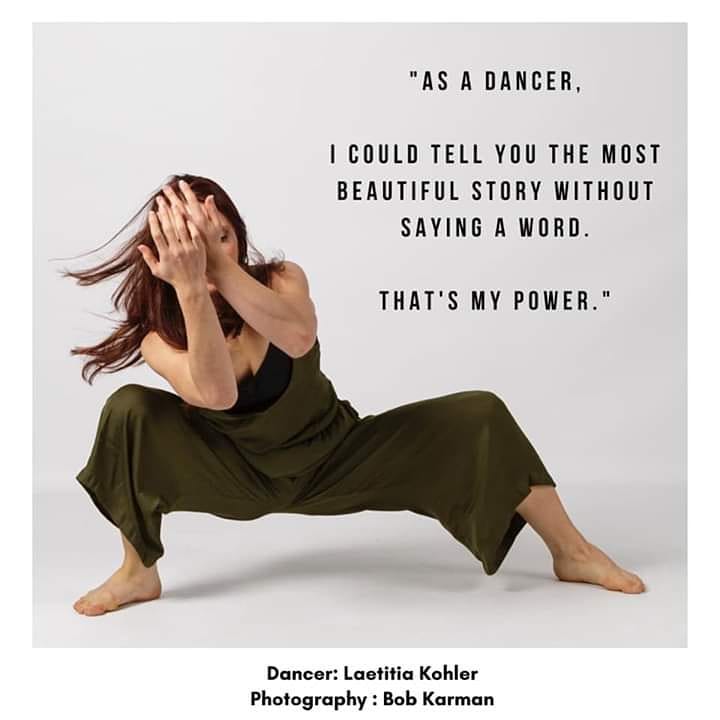 "AS A DANCER,
I COULD TELL YOU THE MOST
BEAUTIFUL STORY WITHOUT
SAYING A WORD.
THAT'S MY POWER."
Dancer: Laetitia Kohler
Photography : Bob Karman